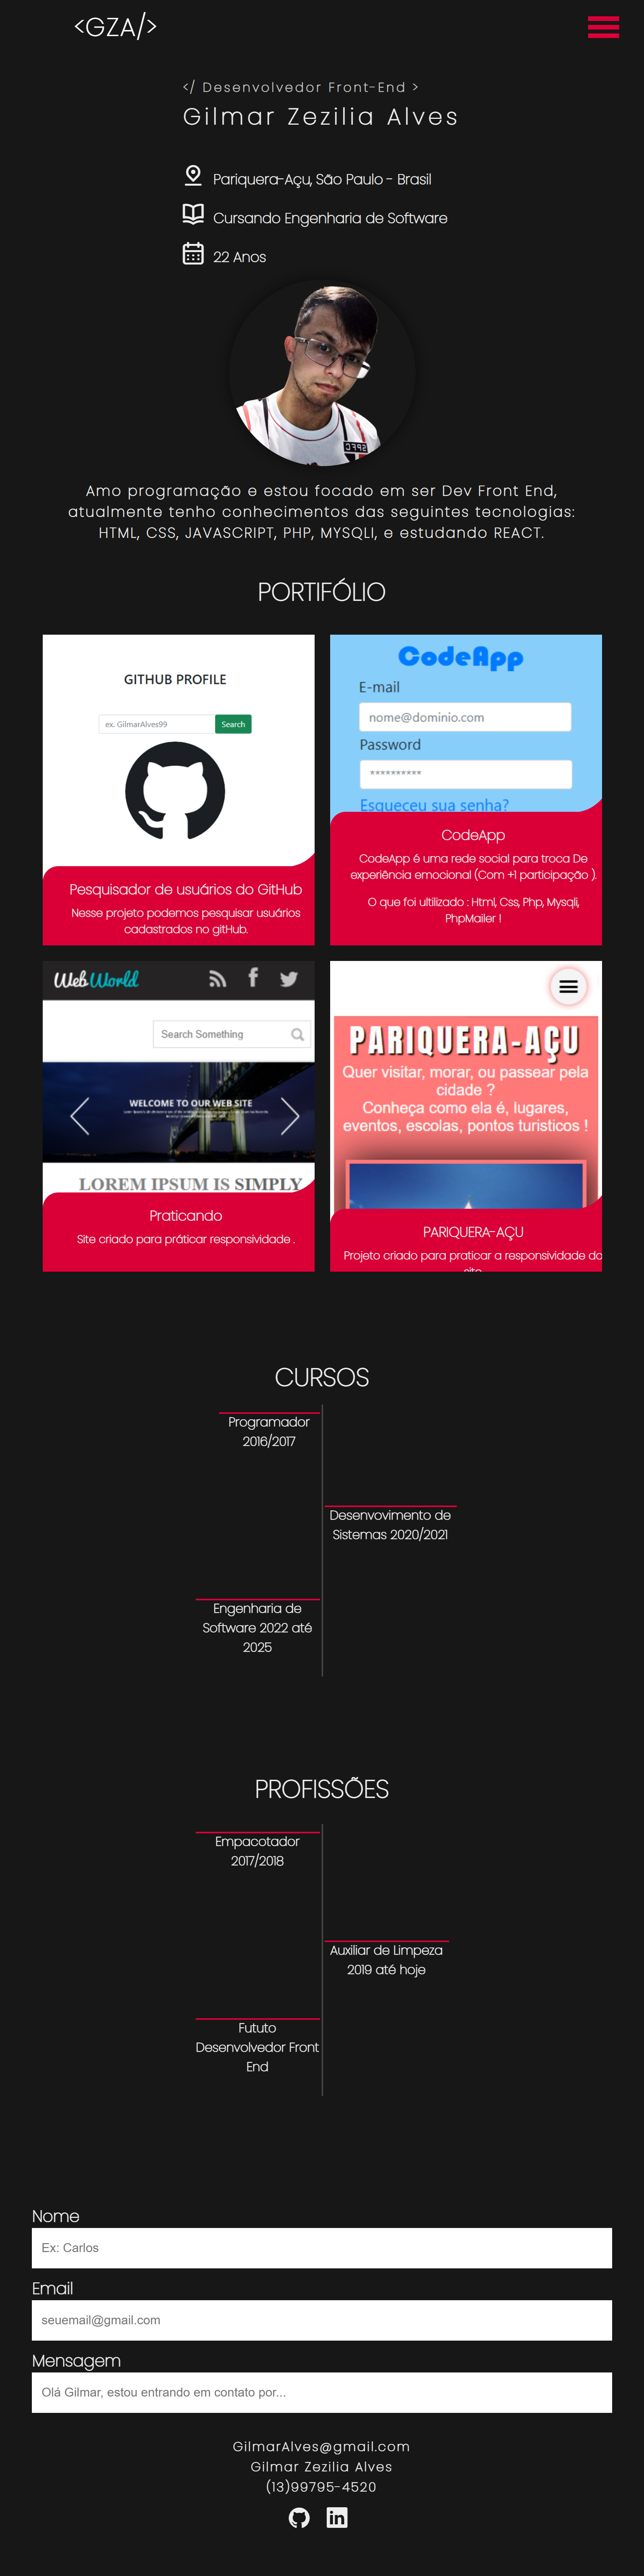 <GZA/>
</ Desenvolvedor Front-End >
Gilmar Zezilia Alves
Pariquera-Açu, São Paulo - Brasil
Cursando Engenharia de Software
22 Anos
Amo programação e estou focado em ser Dev Front End,
atualmente tenho conhecimentos das seguintes tecnologias:
HTML, CSS, JAVASCRIPT, PHP, MYSQLI, e estudando REACT.
PORTIFÓLIO
GITHUB PROFILE
ex. GilmarAlves99
Search
Pesquisador de usuários do GitHub
Nesse projeto podemos pesquisar usuários
cadastrados no gitHub.
CodeApp
E-mail
nome@dominio.com
Password
**********
Esqueceu sua senha?
CodeApp
CodeApp é uma rede social para troca De
experiência emocional (Com +1 participação ).
O que foi ultilizado : Html, Css, Php, Mysqli,
PhpMailer !
WebWorld
Search Something
WELCOME TO OUR WEB SITE
LOREM IPSUM IS SIMPLY
Praticando
Site criado para práticar responsividade .
PARIQUERA-AÇU
Quer visitar, morar, ou passear pela
cidade ?
Conheça como ela é, lugares,
eventos, escolas, pontos turisticos !
PARIQUERA-AÇU
Projeto criado para praticar a responsividade do
site
CURSOS
Programador
2016/2017
Desenvovimento de
Sistemas 2020/2021
Engenharia de
Software 2022 até
2025
PROFISSÕES
Empacotador
2017/2018
Auxiliar de Limpeza
2019 até hoje
Fututo
Desenvolvedor Front
End
Nome
Ex: Carlos
Email
seuemail@gmail.com
Mensagem
Olá Gilmar, estou entrando em contato por...
GilmarAlves@gmail.com
Gilmar Zezilia Alves
(13)99795-4520